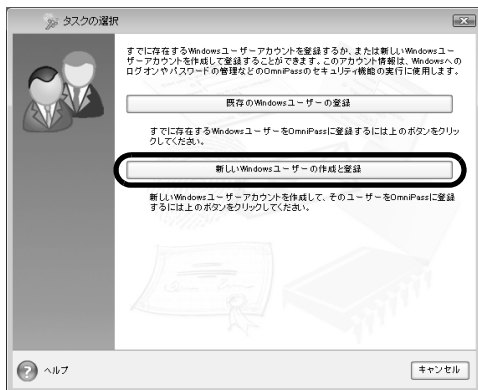 タスクの選択
すでに存在するWindowsユーザーアカウントを登録するか、または新しいWindowsユー
ザーアカウントを作成して登録することができます。このアカウント情報は、Windowsへの
ログオンやパスワードの管理などのOmniPassのセキュリティ機能の実行に使用します。
既存のWindowsユーザーの登録
すでに存在するWindowsユーザーをOmniPassに登録するには上のボタンをクリッ
クしてください。
新しいWindowsユーザーの作成と登録
新しいWindowsユーザーアカウントを作成して、そのユーザーをOmniPassに登録
するには上のボタンをクリックしてください。
ヘルプ
キャンセル